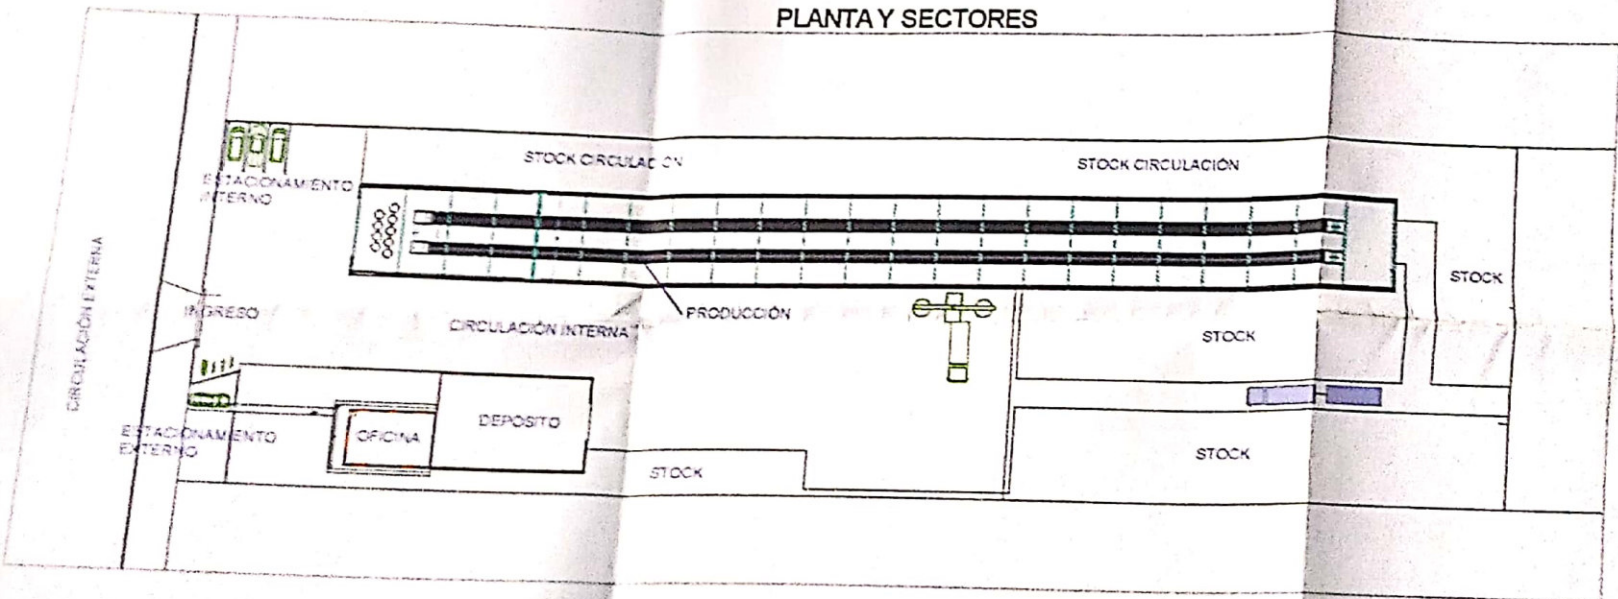 PLANTA Y SECTORES
STOCK CIRCULACIÓN
STOCK CIRCULACIÓN
ESTACIONAMIENTO
INTERNO
CIRCULACIÓN EXTERNA
INGRESO
CIRCULACIÓN INTERNA
PRODUCCIÓN
STOCK
STOCK
ESTACIONAMIENTO
EXTERNO
OFICINA
DEPOSITO
STOCK
STOCK